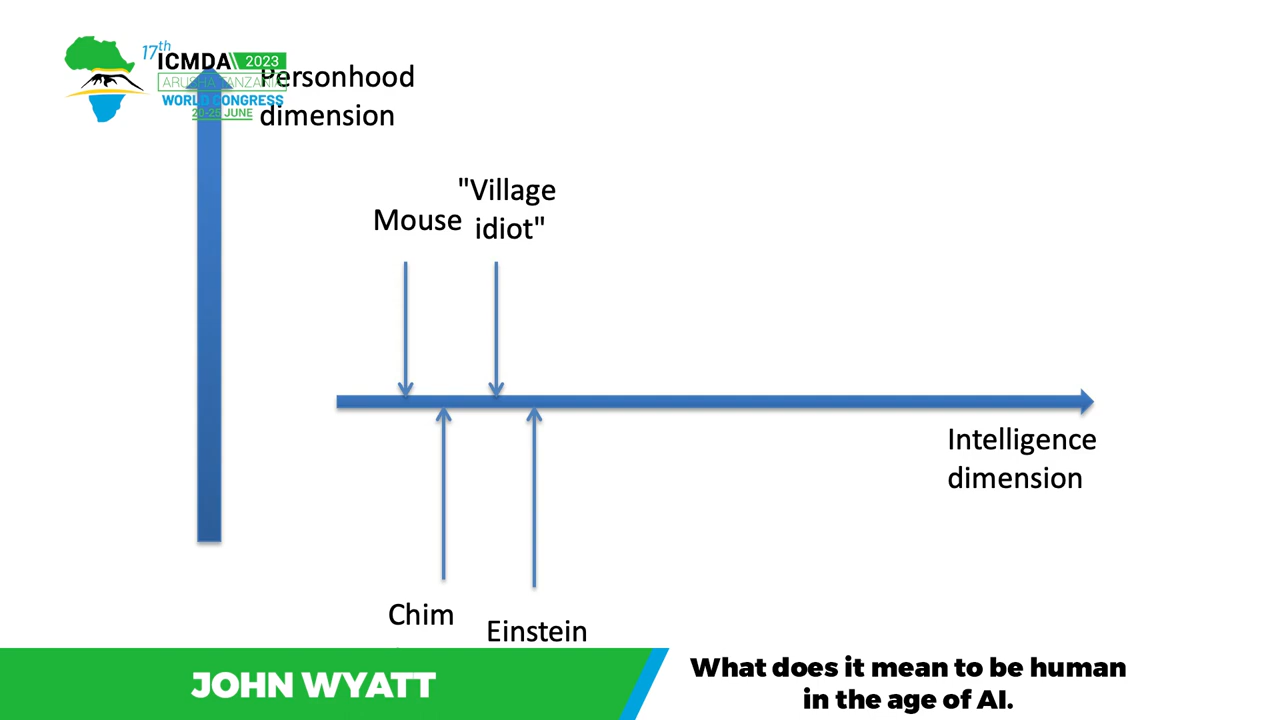 17th
ICMDA 2023
ARUSHA TANZANIA
WORLD CONGRESS
20-25 JUNE
Personhood
dimension
"Village
idiot"
Mouse
Intelligence
dimension
Chim
Einstein
JOHN WYATT
What does it mean to be human
in the age of AI.